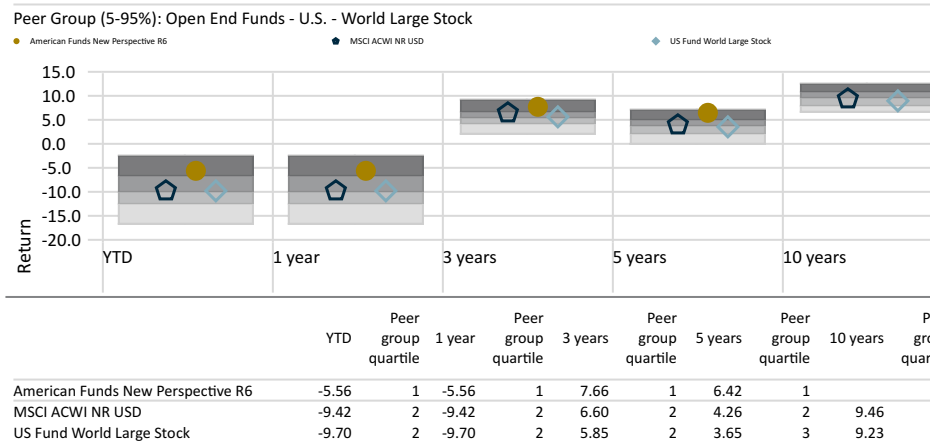 Peer Group (5-95%): Open End Funds - U.S. - World Large Stock
American Funds New Perspective R6 MSCI ACWI NR USD US Fund World Large Stock
15.0
10.0
5.0
0.0
-5.0
-10.0
-15.0
-20.0
Return
YTD 1 year 3 years 5 years 10 years
Peer Peer Peer Peer P
YTD group 1 year group 3 years group 5 years group 10 years gro
quartile quartile quartile quartile quar
American Funds New Perspective R6 -5.56 1 -5.56 1 7.66 1 6.42 1
MSCI ACWI NR USD -9.42 2 -9.42 2 6.60 2 4.26 2 9.46
US Fund World Large Stock -9.70 2 -9.70 2 5.85 2 3.65 3 9.23